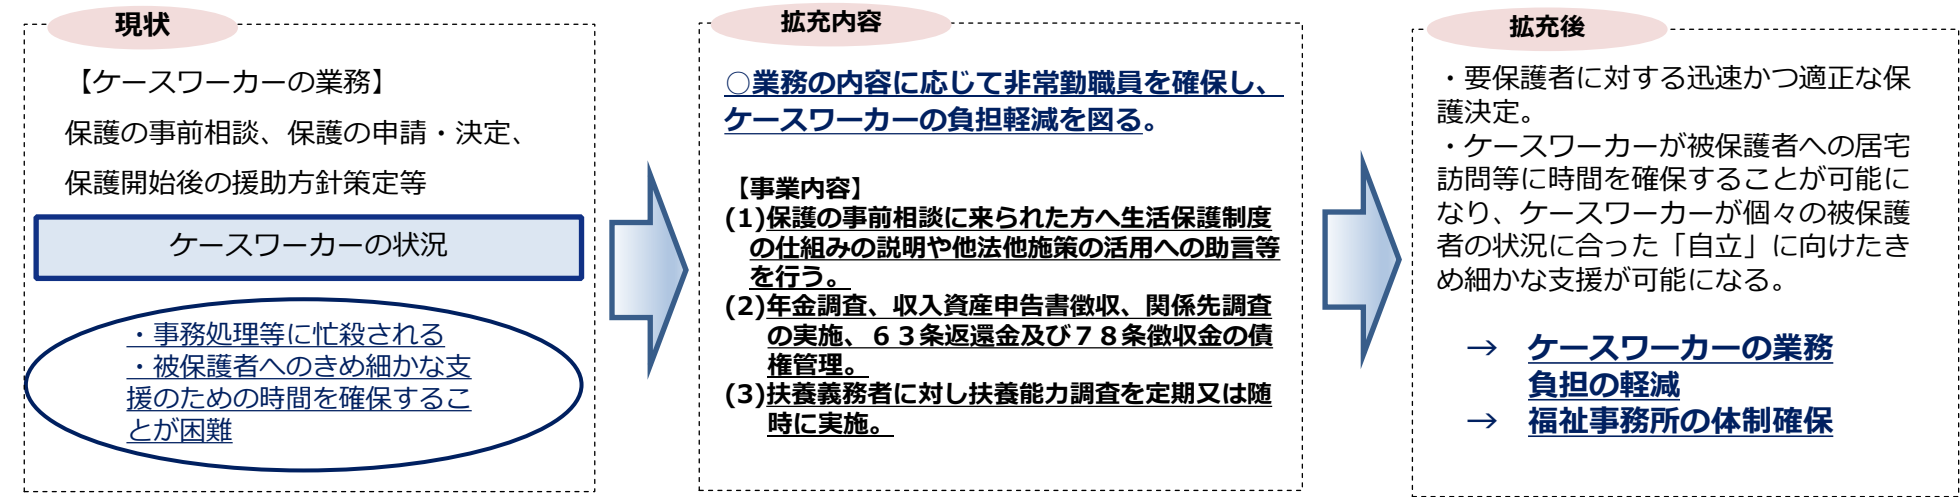 現状
【ケースワーカーの業務】
保護の事前相談、保護の申請・決定、
保護開始後の援助方針策定等
ケースワーカーの状況
・事務処理等に忙殺される
・被保護者へのきめ細かな支
援のための時間を確保するこ
とが困難
拡充内容
○業務の内容に応じて非常勤職員を確保し、
ケースワーカーの負担軽減を図る。
【事業内容】
(1)保護の事前相談に来られた方へ生活保護制度
の仕組みの説明や他法他施策の活用への助言等
を行う。
(2)年金調査、収入資産申告書徴収、関係先調査
の実施、６３条返還金及び７８条徴収金の債
権管理。
(3)扶養義務者に対し扶養能力調査を定期又は随
時に実施。
拡充後
・要保護者に対する迅速かつ適正な保
護決定。
・ケースワーカーが被保護者への居宅
訪問等に時間を確保することが可能に
なり、ケースワーカーが個々の被保護
者の状況に合った「自立」に向けたき
め細かな支援が可能になる。
→ ケースワーカーの業務
負担の軽減
→ 福祉事務所の体制確保